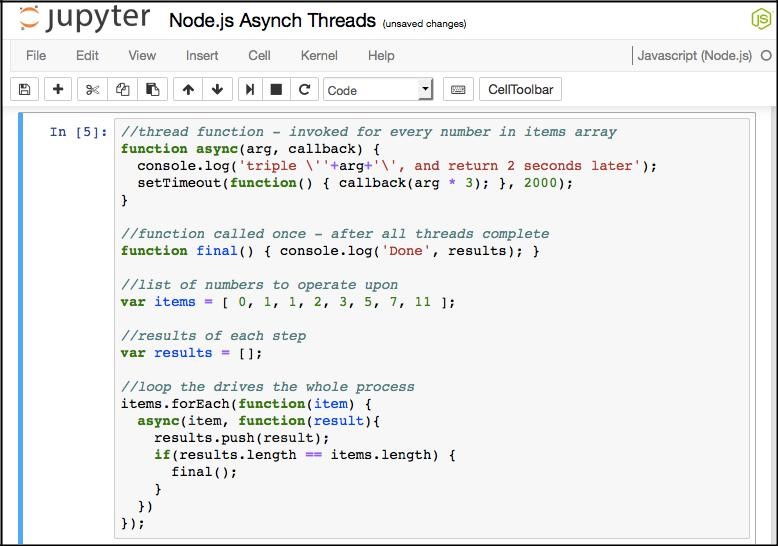 jupyter Node.js Asynch Threads (unsaved changes)
File Edit View Insert Cell Kernel Help Javascript (Node.js)
Code CellToolbar
In [5]: //thread function – invoked for every number in items array
function async(arg, callback) {
  console.log('triple \''+arg+'\', and return 2 seconds later');
  setTimeout(function() { callback(arg * 3); }, 2000);
}
//function called once – after all threads complete
function final() { console.log('Done', results); }
//list of numbers to operate upon
var items = [ 0, 1, 1, 2, 3, 5, 7, 11 ];
//results of each step
var results = [];
//loop the drives the whole process
items.forEach(function(item) {
  async(item, function(result){
    results.push(result);
    if(results.length == items.length) {
      final();
    }
  })
});